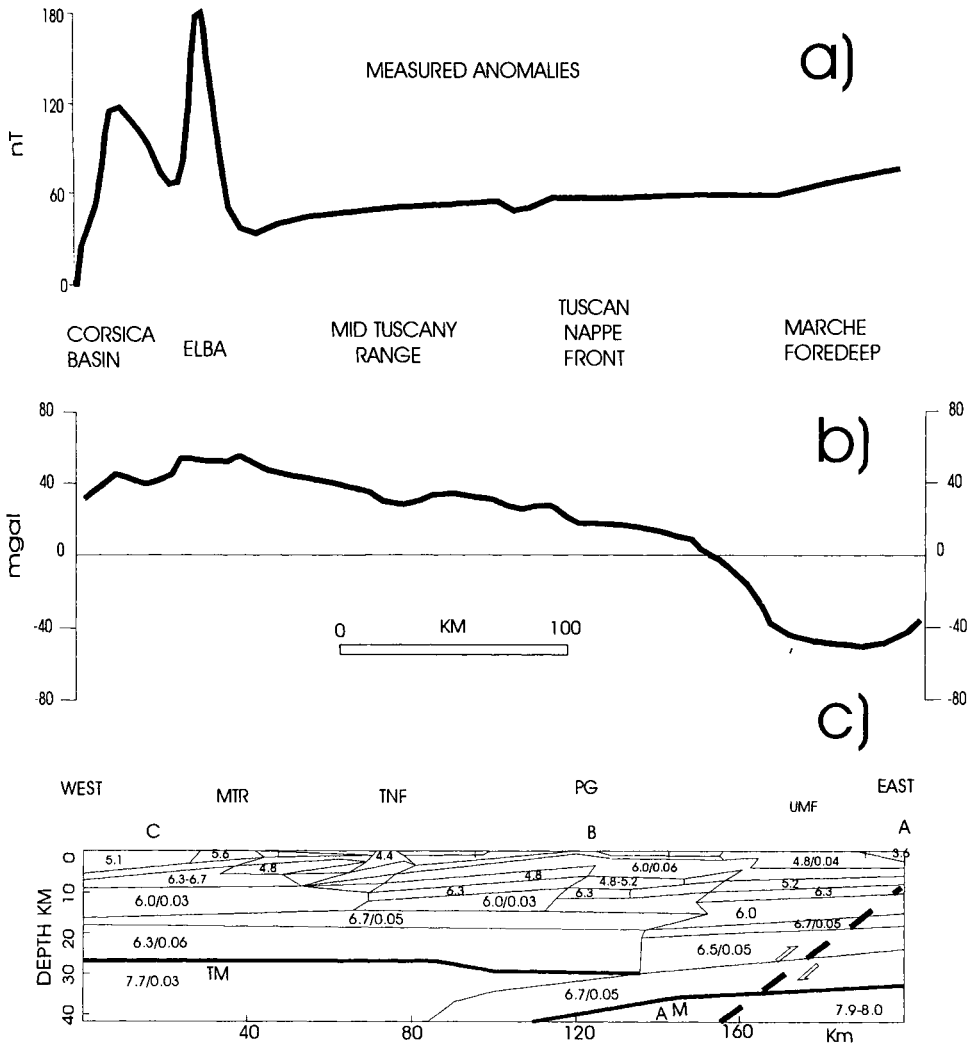 180
120
60
0
nT
MEASURED ANOMALIES
a)
CORSICA
BASIN
ELBA
MID TUSCANY
RANGE
TUSCAN
NAPPE
FRONT
MARCHE
FOREDEEP
80
40
0
-40
-80
mgal
b)
80
40
0
-40
-80
0 KM 100
c)
WEST MTR TNF PG UMF EAST
C B A
0
10
20
30
40
DEPTH KM
5.1 5.6 4.4 6.0/0.06 4.8/0.04 3.6
4.8 4.8 4.8-5.2 5.2
6.3-6.7 6.3 6.3 6.3
6.0/0.03 6.0/0.03 6.0
6.7/0.05 6.7/0.05
6.3/0.06 6.5/0.05
TM
7.7/0.03 6.7/0.05
A M 7.9-8.0
40 80 120 160 Km